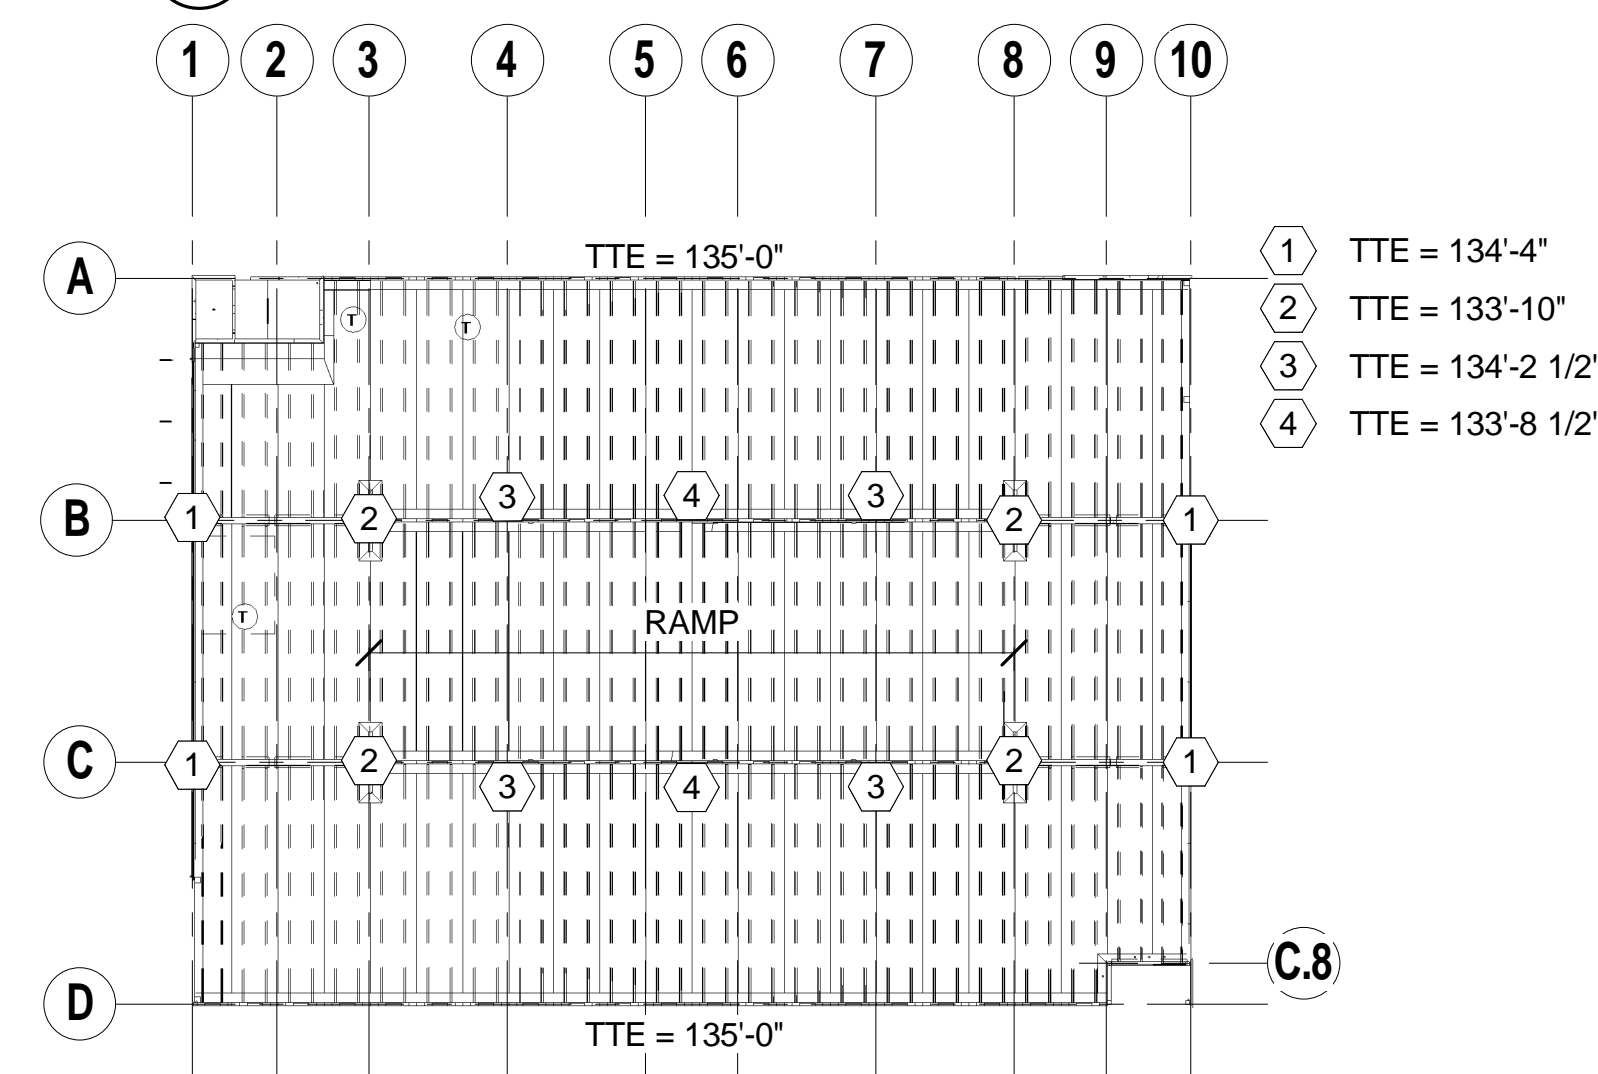 1 2 3 4 5 6 7 8 9 10
TTE = 135'-0"
A
1 TTE = 134'-4"
2 TTE = 133'-10"
3 TTE = 134'-2 1/2'
4 TTE = 133'-8 1/2'
T T
3 4 3
B 1 2 2 1
T
RAMP
C 1 2 2 1
3 4 3
C.8
D
TTE = 135'-0"